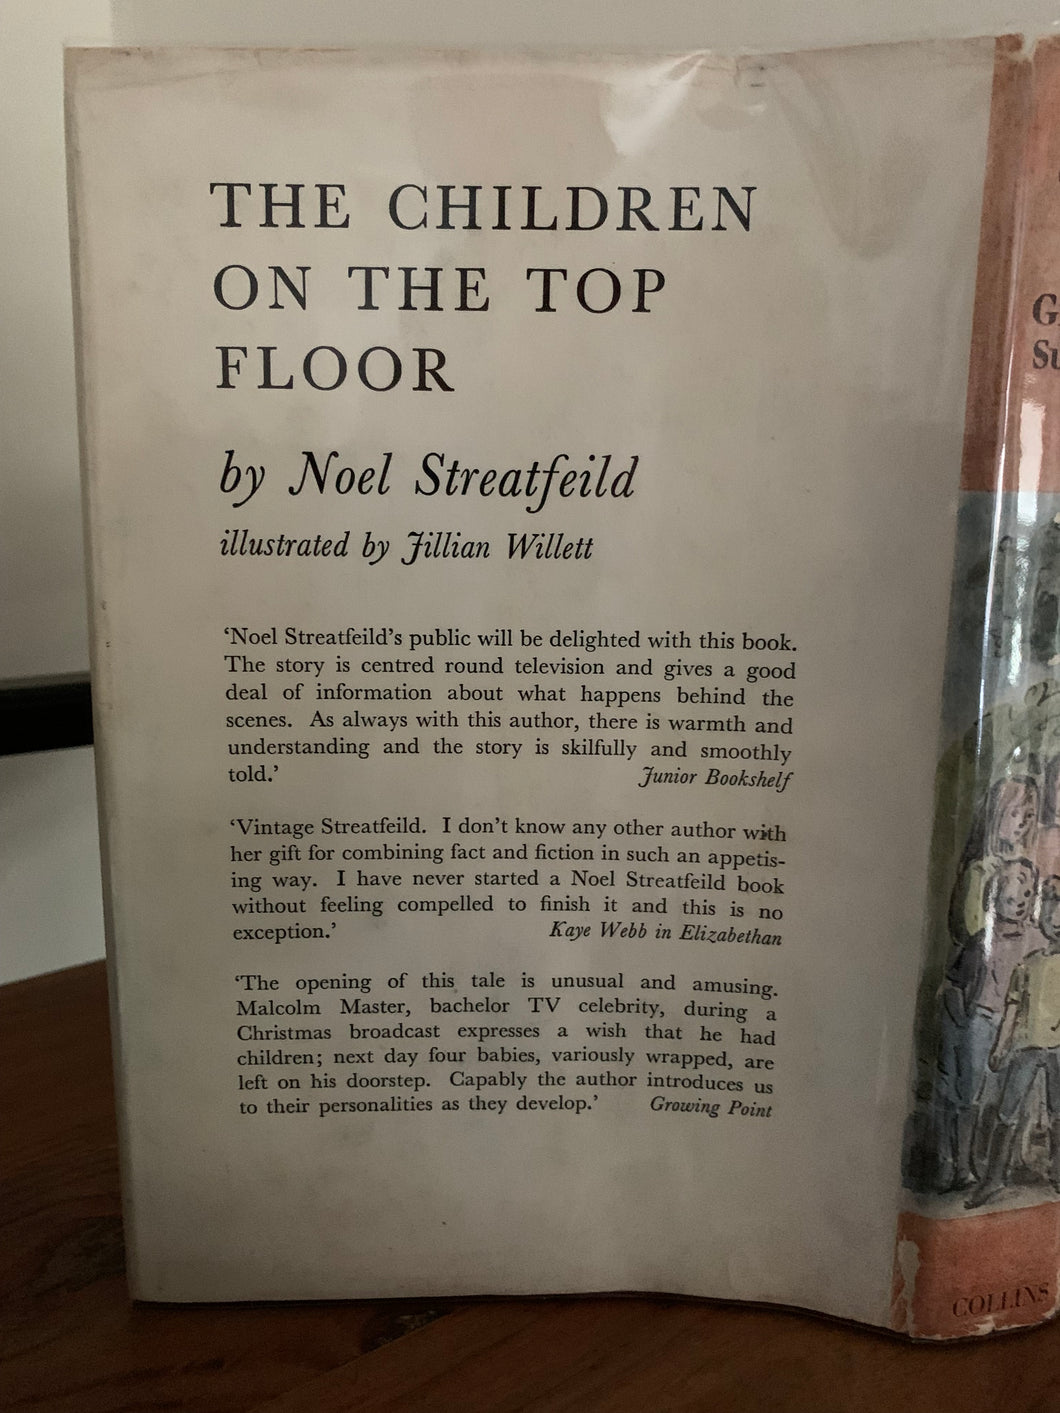 THE CHILDREN
ON THE TOP
FLOOR
by Noel Streatfeild
illustrated by Jillian Willett
‘Noel Streatfeild’s public will be delighted with this book.
The story is centred round television and gives a good
deal of information about what happens behind the
scenes. As always with this author, there is warmth and
understanding and the story is skilfully and smoothly
told.’ Junior Bookshelf
‘Vintage Streatfeild. I don’t know any other author with
her gift for combining fact and fiction in such an appetis-
ing way. I have never started a Noel Streatfeild book
without feeling compelled to finish it and this is no
exception.’ Kaye Webb in Elizabethan
‘The opening of this tale is unusual and amusing.
Malcolm Master, bachelor TV celebrity, during a
Christmas broadcast expresses a wish that he had
children; next day four babies, variously wrapped, are
left on his doorstep. Capably the author introduces us
to their personalities as they develop.’ Growing Point
COLLINS